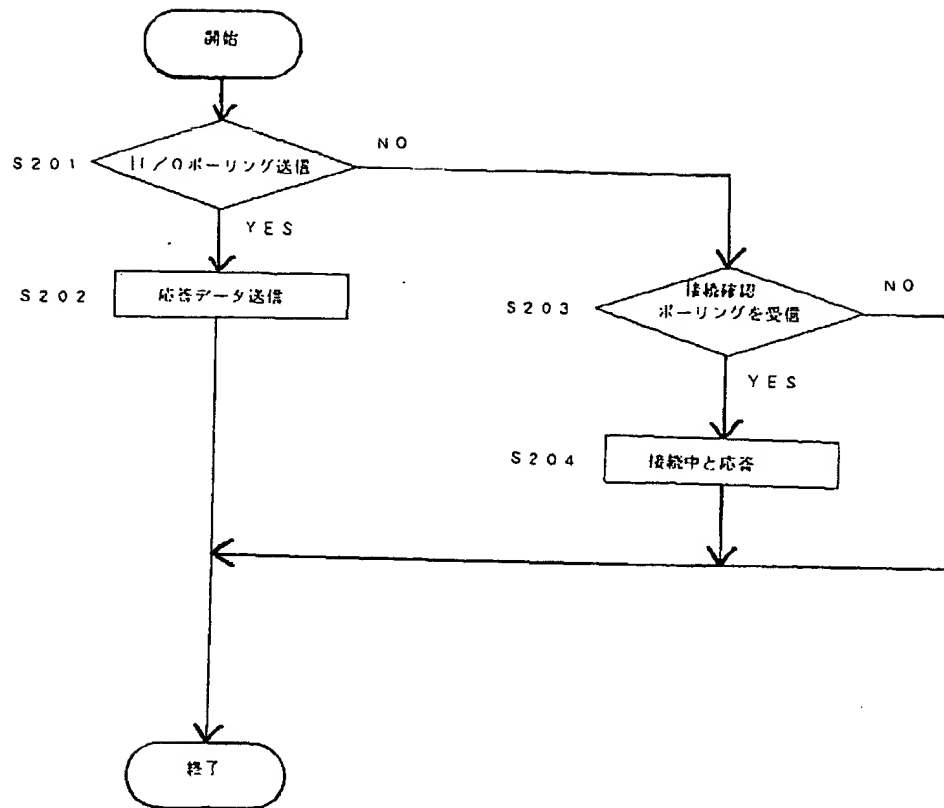 開始
S201
I/Oポーリング送信
NO
YES
S202
応答データ送信
S203
接続確認
ポーリングを受信
NO
YES
S204
接続中と応答
終了